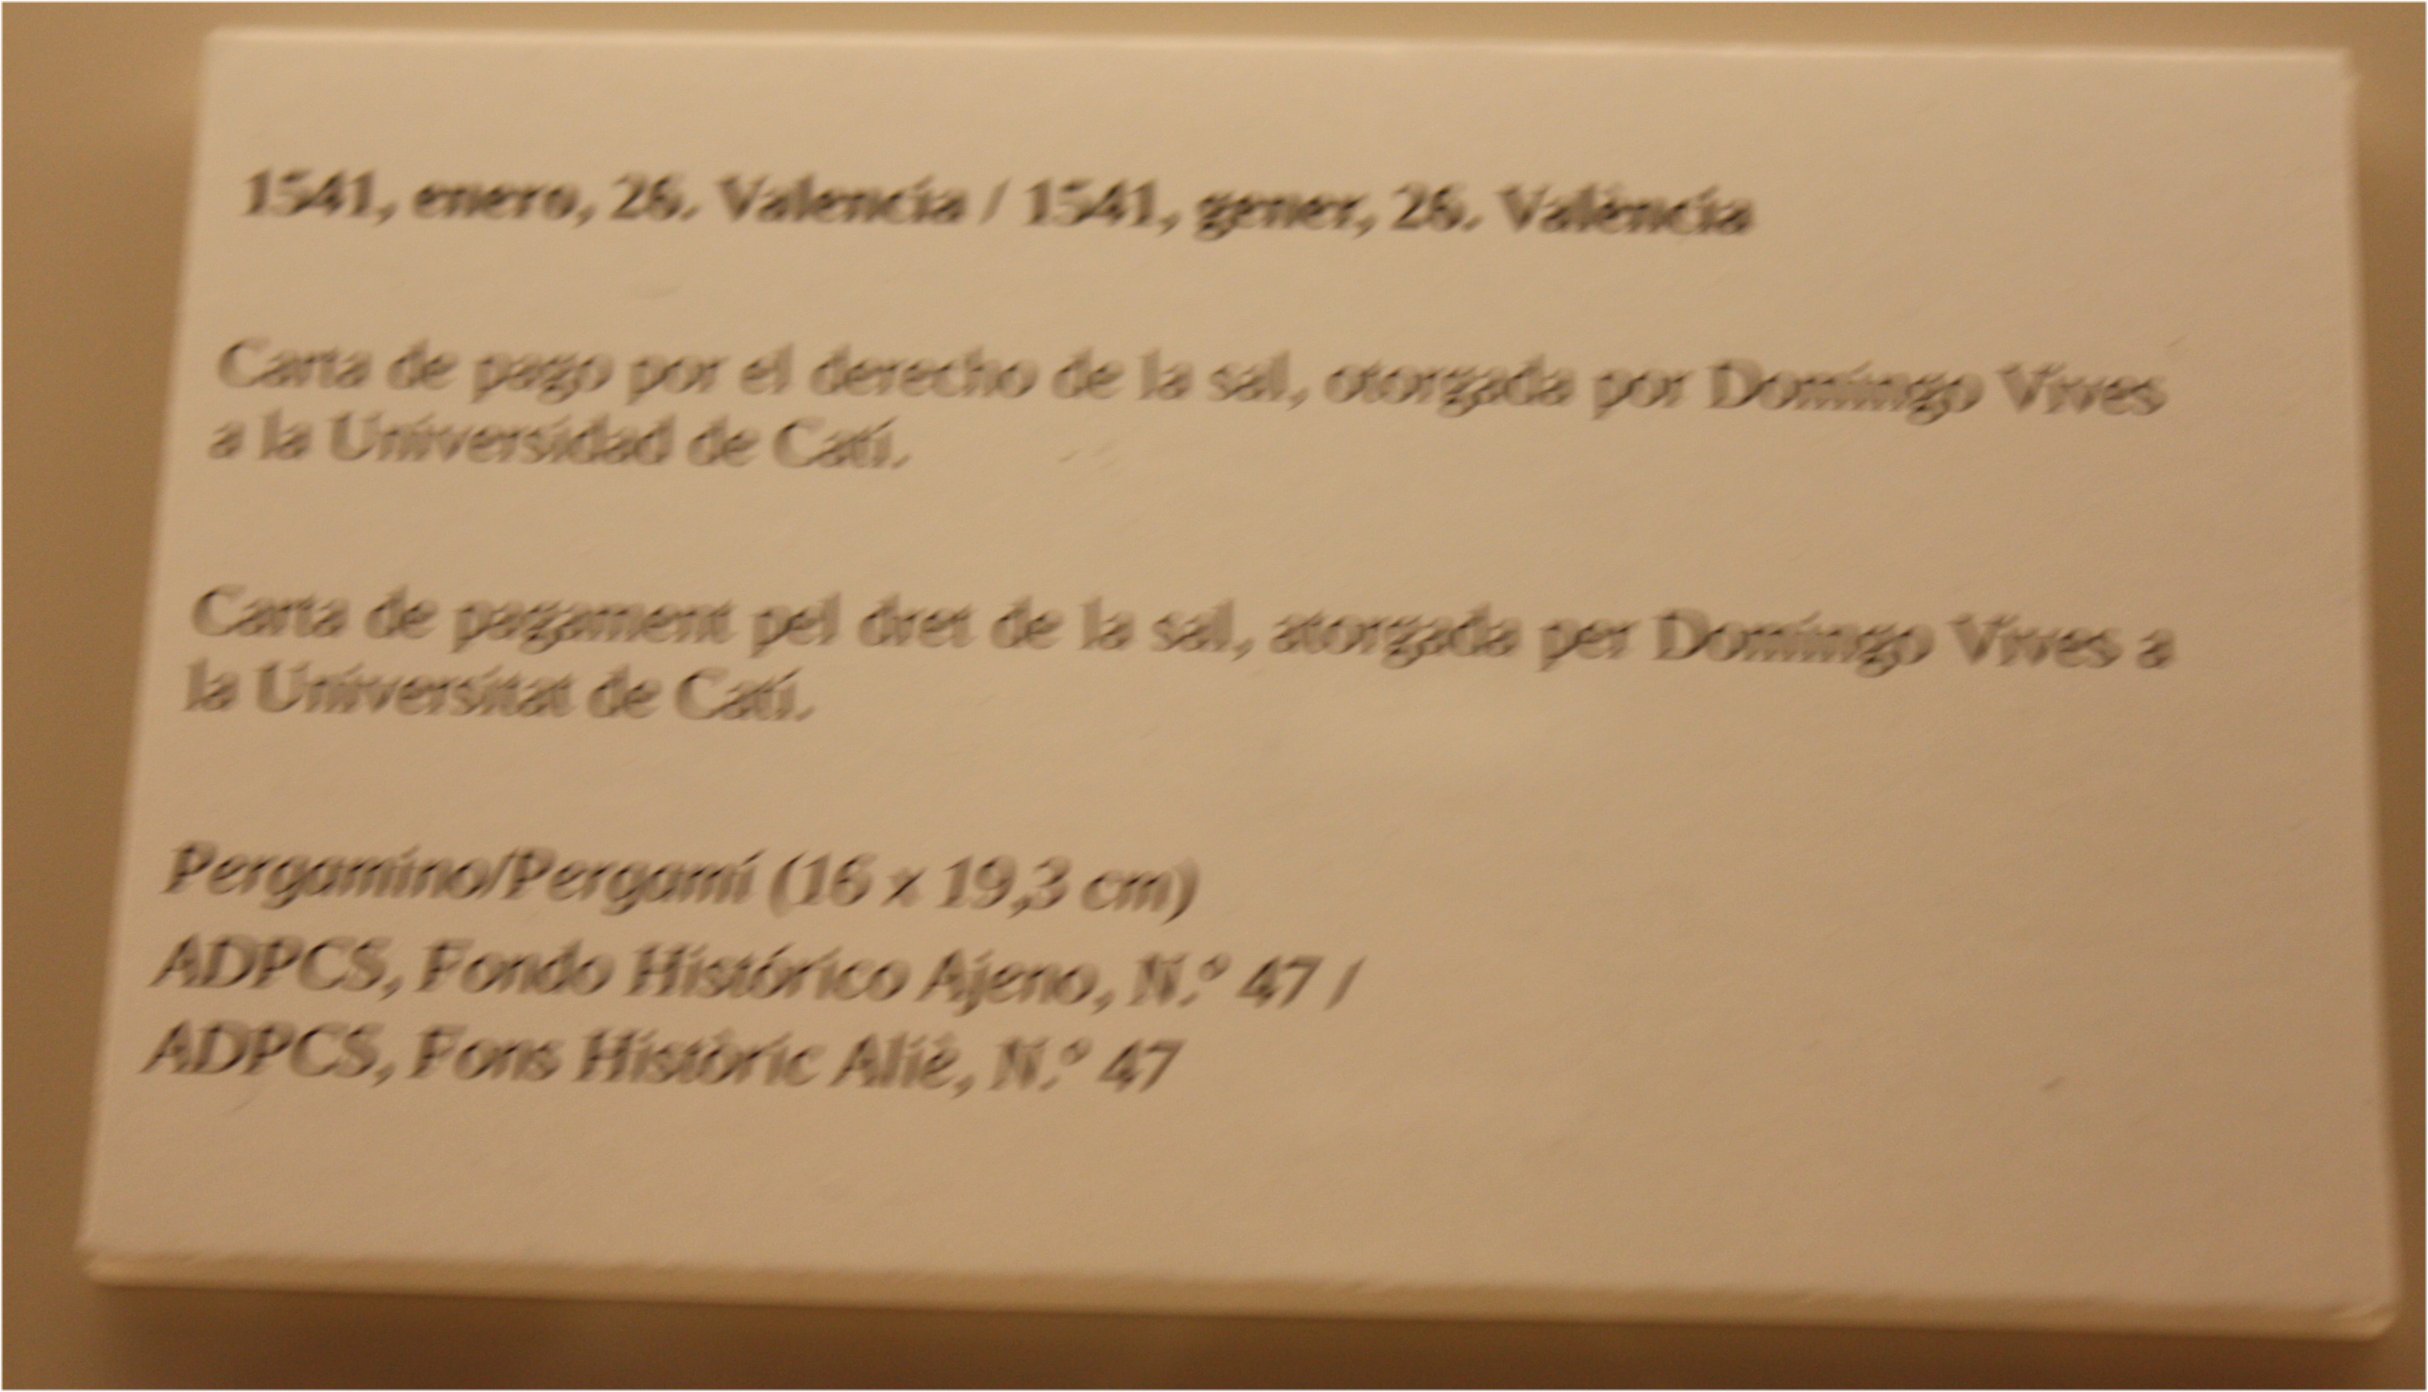 1541, enero, 26. Valencia / 1541, gener, 26. València
Carta de pago por el derecho de la sal, otorgada por Domingo Vives
a la Universidad de Catí.
Carta de pagament pel dret de la sal, atorgada per Domingo Vives a
la Universitat de Catí.
Pergamino/Pergamí (16 x 19,3 cm)
ADPCS, Fondo Histórico Ajeno, N.º 47 /
ADPCS, Fons Històric Aliè, N.º 47